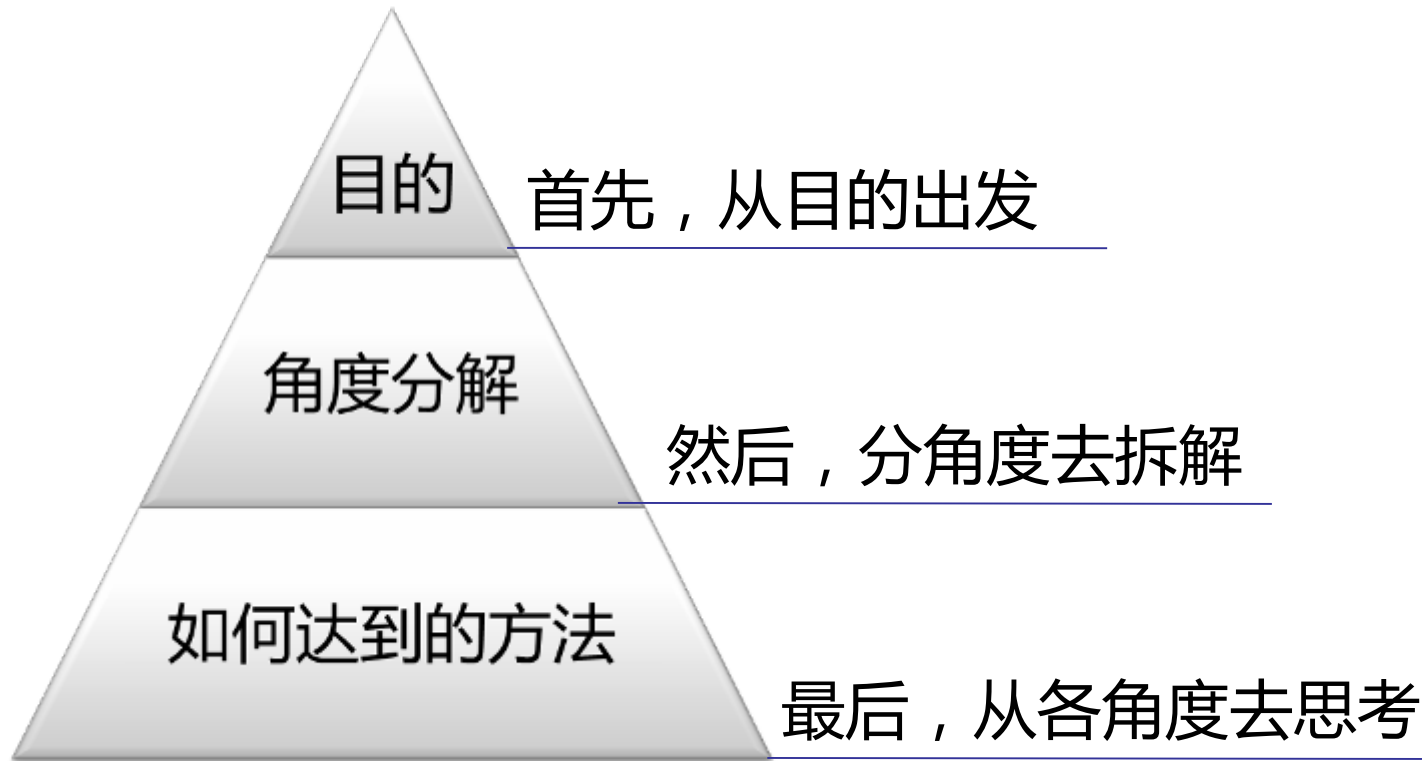 目的
首先，从目的出发
角度分解
然后，分角度去拆解
如何达到的方法
最后，从各角度去思考